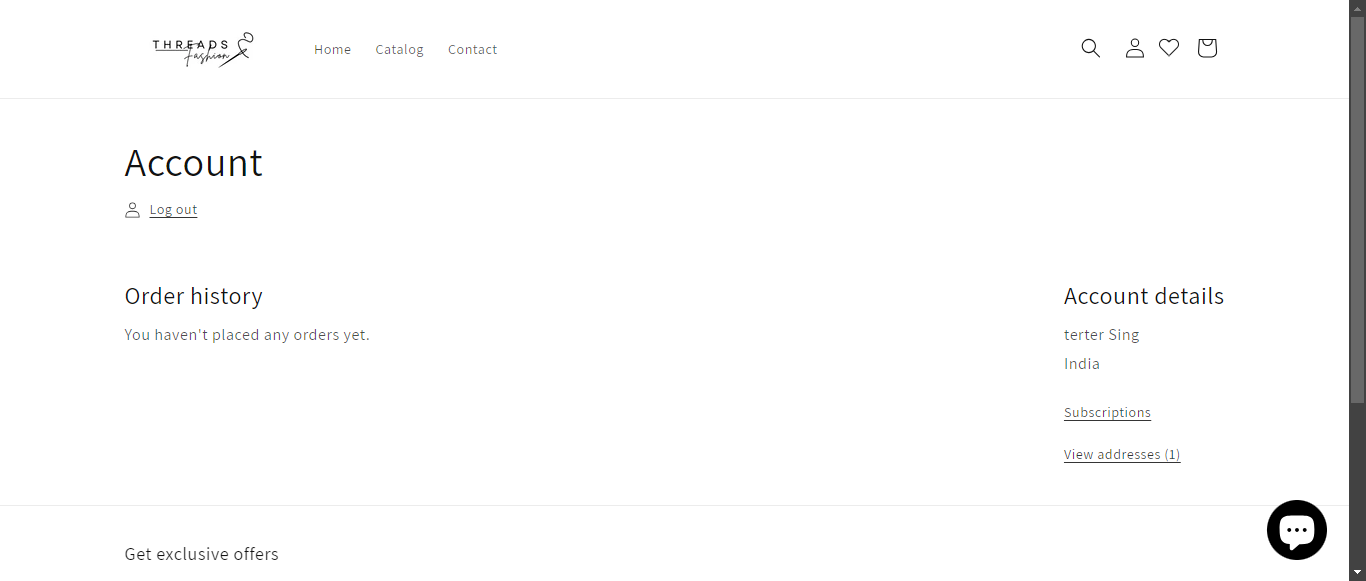 THREADS
Fashion
Home
Catalog
Contact
Account
Log out
Order history
You haven't placed any orders yet.
Account details
terter Sing
India
Subscriptions
View addresses (1)
Get exclusive offers